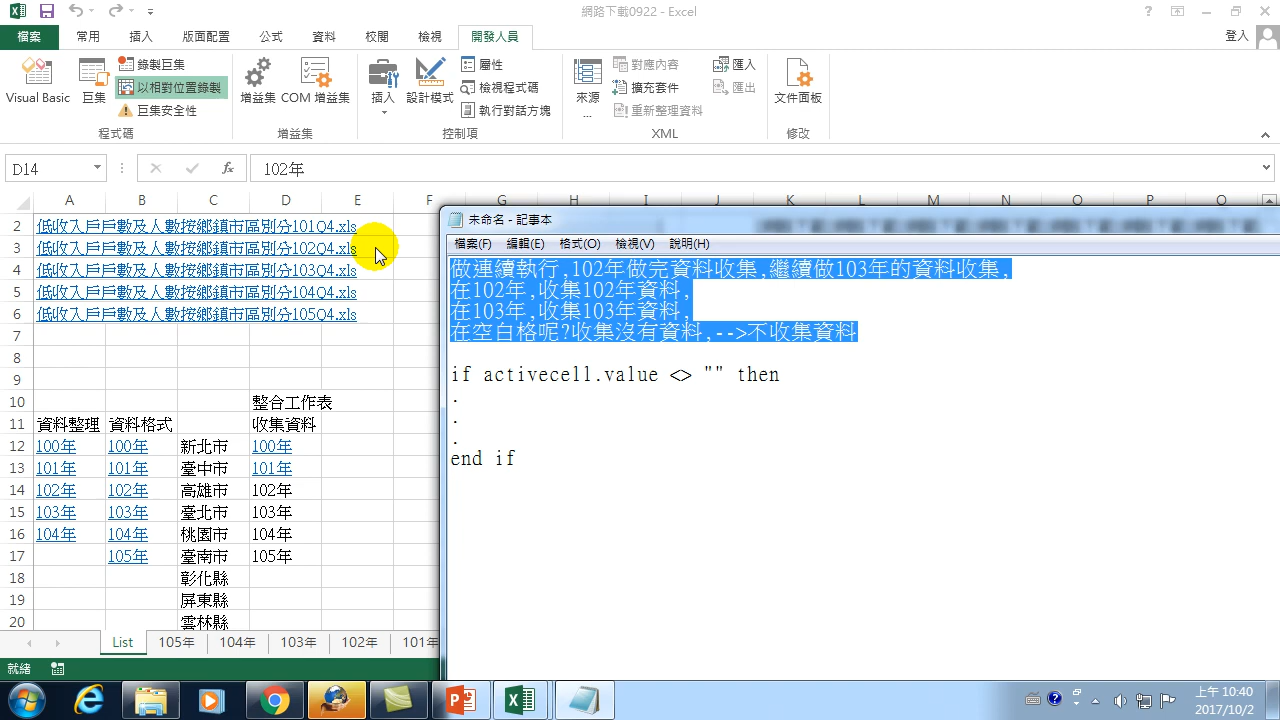 網路下載0922 - Excel
檔案 常用 插入 版面配置 公式 資料 校閱 檢視 開發人員 登入
Visual Basic 巨集 錄製巨集 以相對位置錄製 巨集安全性
增益集 COM 增益集
插入 設計模式 屬性 檢視程式碼 執行對話方塊
來源 ... 對應內容 擴充套件 重新整理資料 匯入 匯出
文件面板
程式碼 增益集 控制項 XML 修改
D14 fx 102年
A B C D E F G H I J K L M N O P Q
2 低收入戶戶數及人數按鄉鎮市區別分101Q4.xls
3 低收入戶戶數及人數按鄉鎮市區別分102Q4.xls
4 低收入戶戶數及人數按鄉鎮市區別分103Q4.xls
5 低收入戶戶數及人數按鄉鎮市區別分104Q4.xls
6 低收入戶戶數及人數按鄉鎮市區別分105Q4.xls
7
8
9
10 整合工作表
11 資料整理 資料格式 收集資料
12 100年 100年 新北市 100年
13 101年 101年 臺中市 101年
14 102年 102年 高雄市 102年
15 103年 103年 臺北市 103年
16 104年 104年 桃園市 104年
17 105年 臺南市 105年
18 彰化縣
19 屏東縣
20 雲林縣
List 105年 104年 103年 102年 101年
就緒
未命名 - 記事本
檔案(F) 編輯(E) 格式(O) 檢視(V) 說明(H)
做連續執行,102年做完資料收集,繼續做103年的資料收集,
在102年,收集102年資料,
在103年,收集103年資料,
在空白格呢?收集沒有資料,-->不收集資料
if activecell.value <> "" then
.
.
.
end if
上午 10:40
2017/10/2